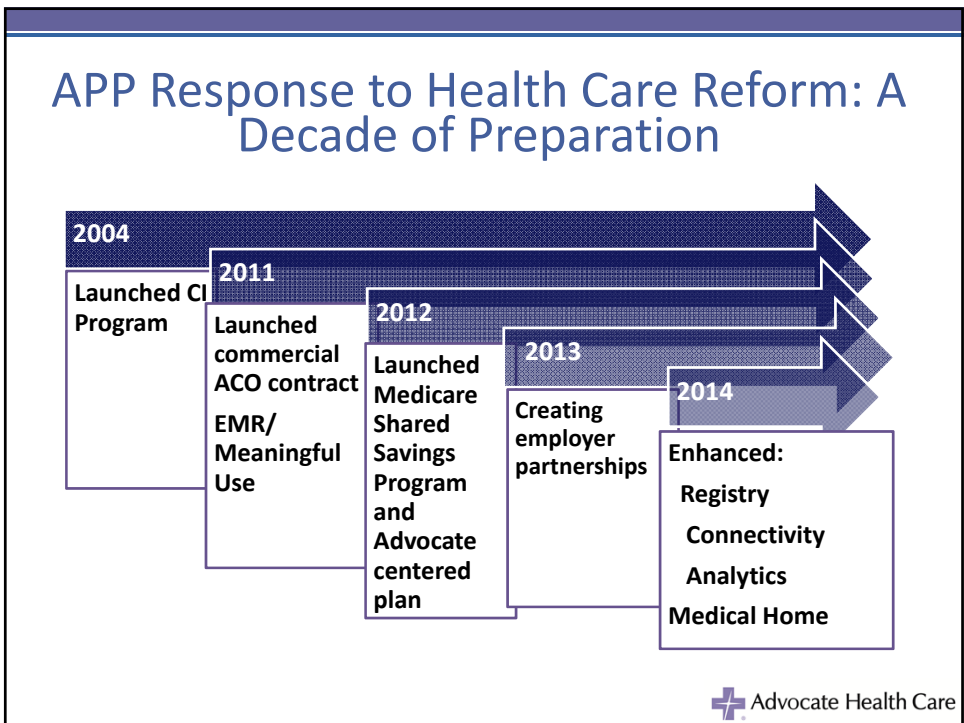 APP Response to Health Care Reform: A
Decade of Preparation
2004
Launched CI
Program
2011
Launched
commercial
ACO contract
EMR/
Meaningful
Use
2012
Launched
Medicare
Shared
Savings
Program
and
Advocate
centered
plan
2013
Creating
employer
partnerships
2014
Enhanced:
Registry
Connectivity
Analytics
Medical Home
Advocate Health Care